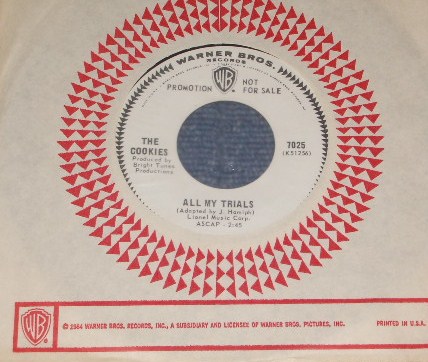 WARNER BROS.
RECORDS
WB
PROMOTION NOT
FOR SALE
THE
COOKIES
Produced by
Bright Tunes
Productions
7025
(K51256)
ALL MY TRIALS
(Adapted by J. Hamlph)
Lionel Music Corp.
ASCAP - 2:45
WB
© 1964 WARNER BROS. RECORDS, INC., A SUBSIDIARY AND LICENSEE OF WARNER BROS. PICTURES, INC.
PRINTED IN U.S.A.